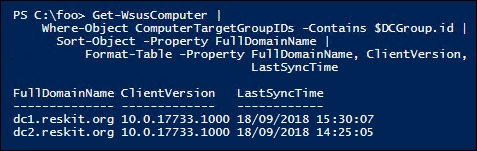 PS C:\foo> Get-WsusComputer |
Where-Object ComputerTargetGroupIDs -Contains $DCGroup.id |
Sort-Object -Property FullDomainName |
Format-Table -Property FullDomainName, ClientVersion,
LastSyncTime
FullDomainName ClientVersion LastSyncTime
-------------- ------------- ------------
dc1.reskit.org 10.0.17733.1000 18/09/2018 15:30:07
dc2.reskit.org 10.0.17733.1000 18/09/2018 14:25:05